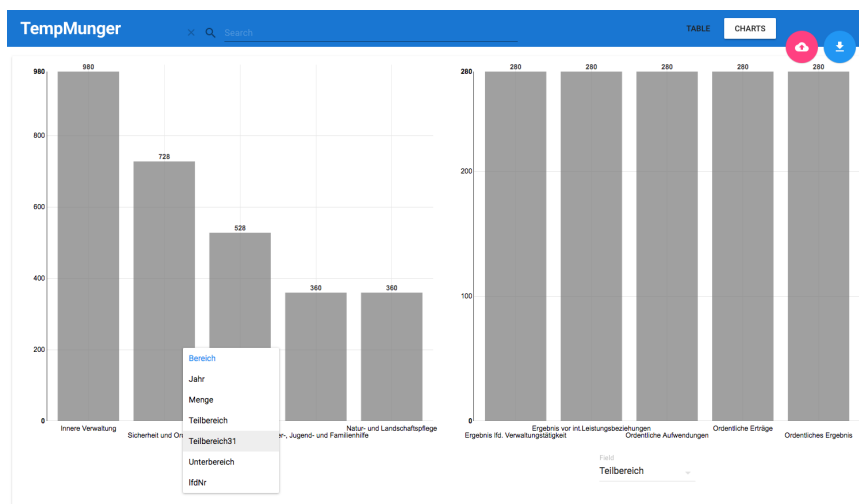 TempMunger
Search
TABLE
CHARTS
980
980
800
728
600
528
400
360
360
200
0
Innere Verwaltung
Sicherheit und Or
Jugend- und Familienhilfe
Natur- und Landschaftspflege
Bereich
Jahr
Menge
Teilbereich
Teilbereich31
Unterbereich
lfdNr
280
280
280
280
280
280
200
100
0
Ergebnis lfd. Verwaltungstätigkeit
Ergebnis vor int.Leistungsbeziehungen
Ordentliche Aufwendungen
Ordentliche Erträge
Ordentliches Ergebnis
Field
Teilbereich